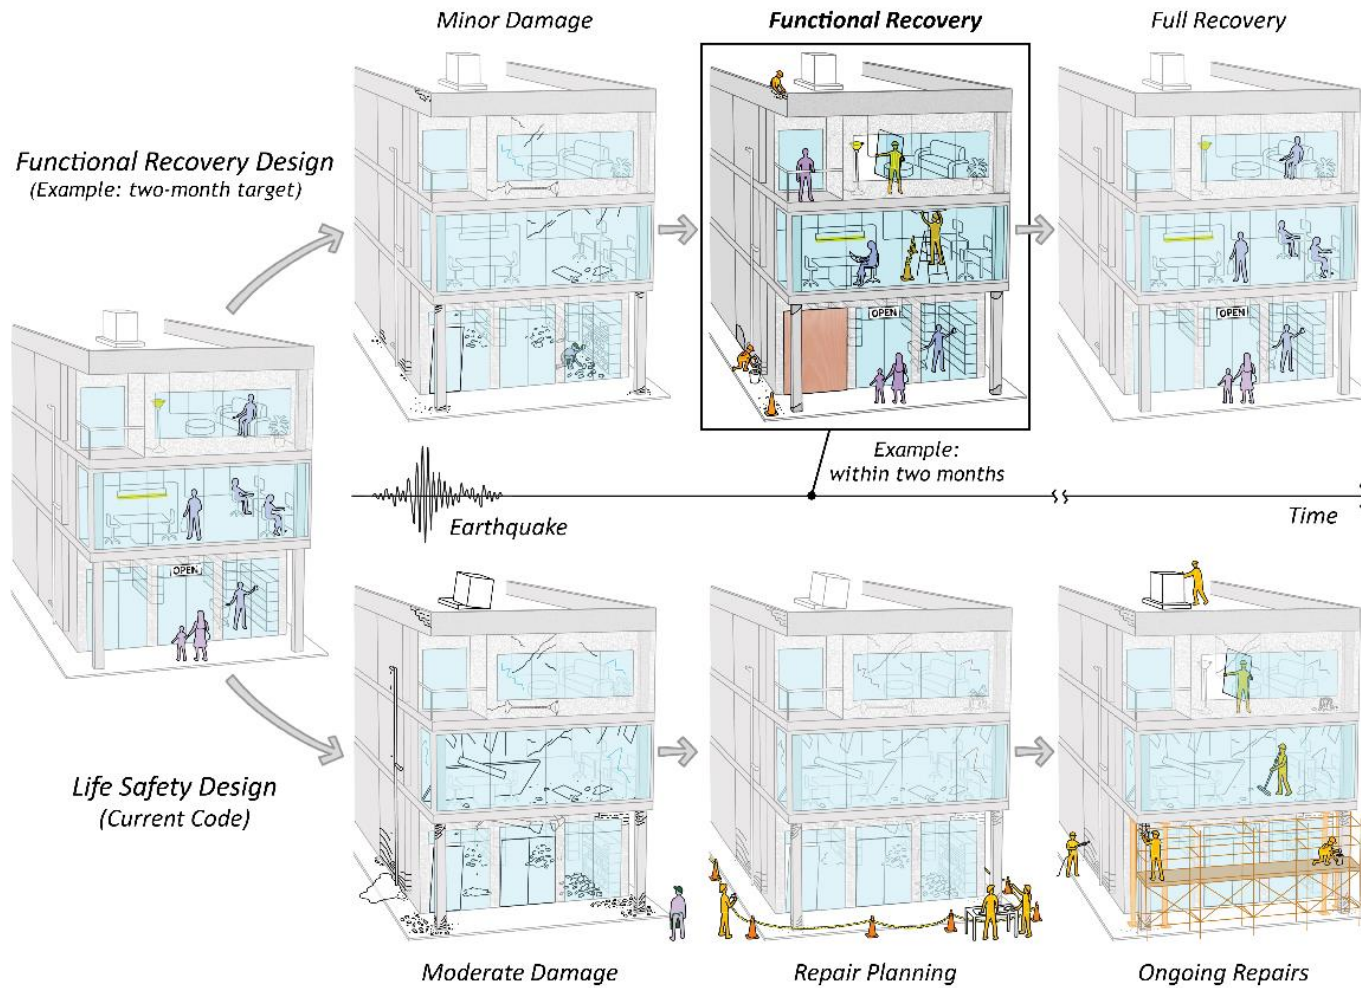 Minor Damage
Functional Recovery
Full Recovery
Functional Recovery Design
(Example: two-month target)
OPEN
OPEN
Example:
within two months
Earthquake
Time
OPEN
Life Safety Design
(Current Code)
Moderate Damage
Repair Planning
Ongoing Repairs